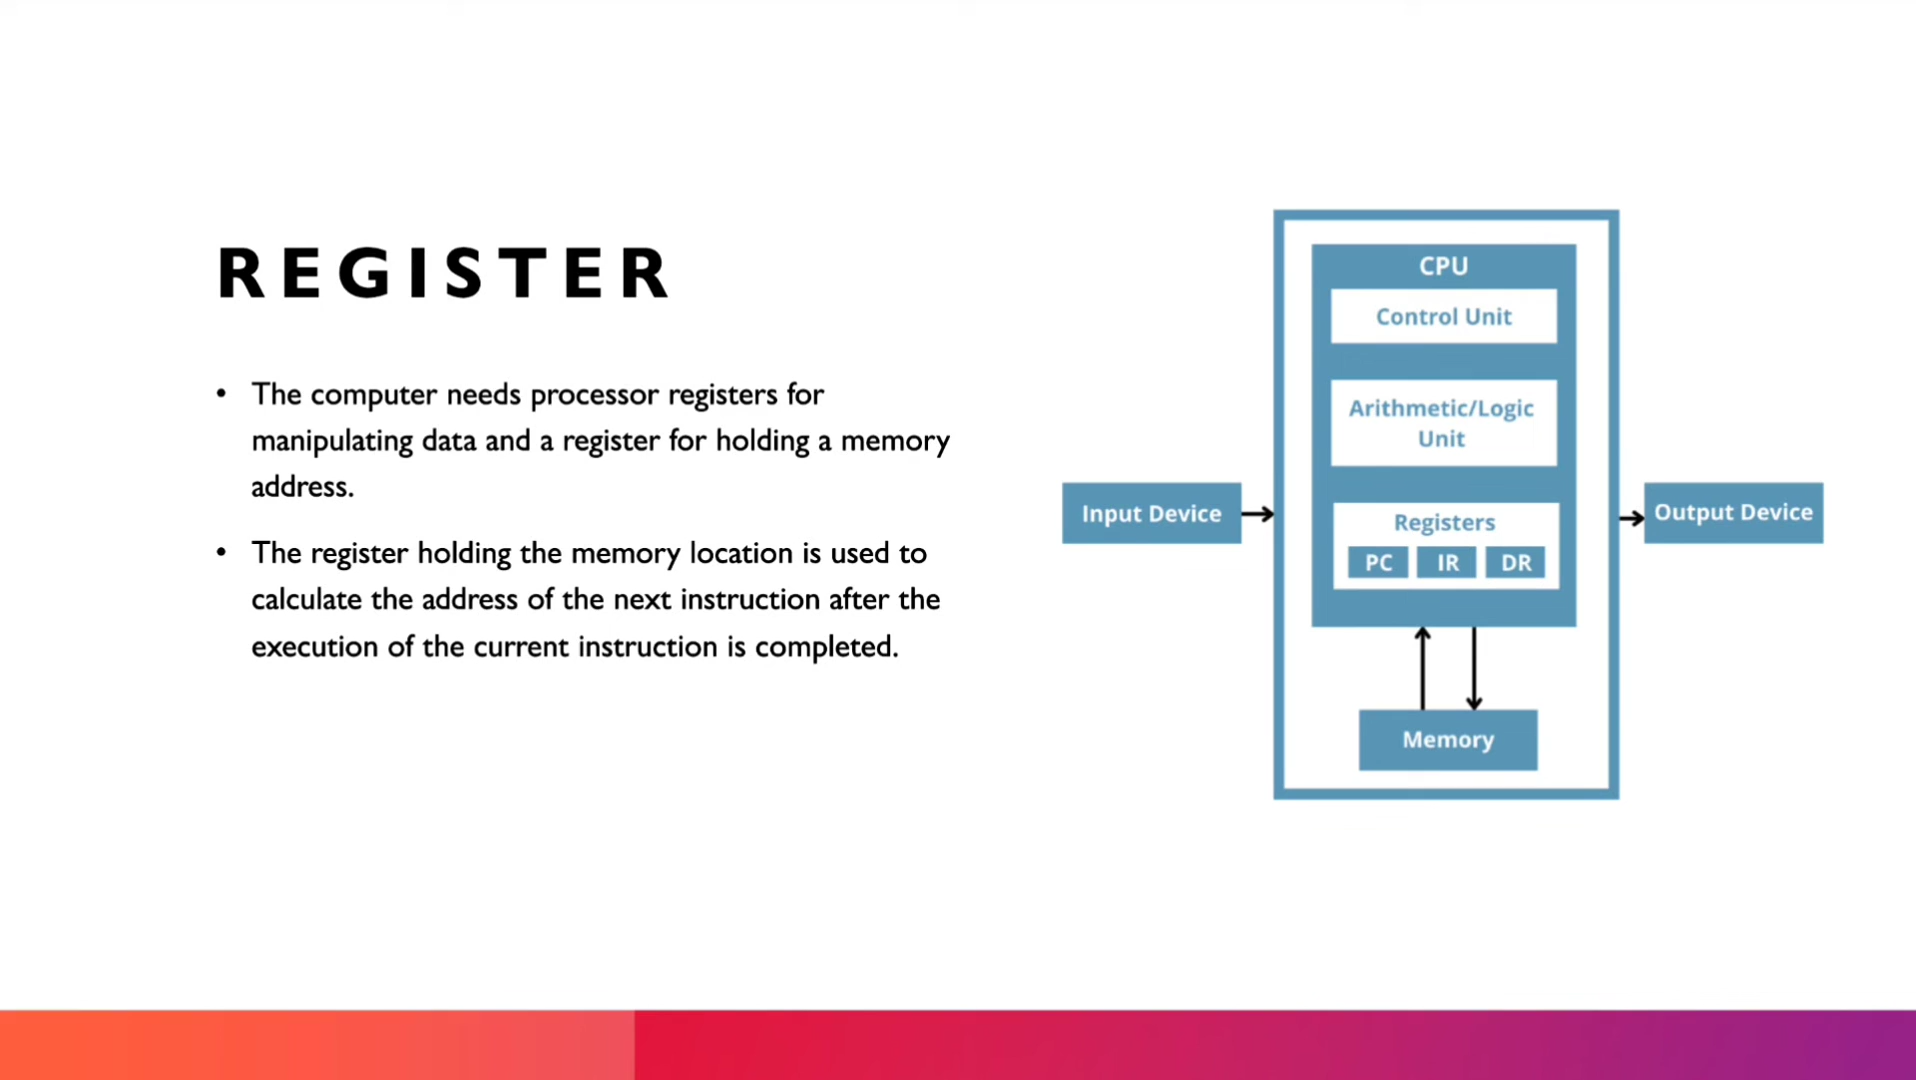 REGISTER
• The computer needs processor registers for
manipulating data and a register for holding a memory
address.
• The register holding the memory location is used to
calculate the address of the next instruction after the
execution of the current instruction is completed.
CPU
Control Unit
Arithmetic/Logic
Unit
Registers
PC IR DR
Input Device
Output Device
Memory